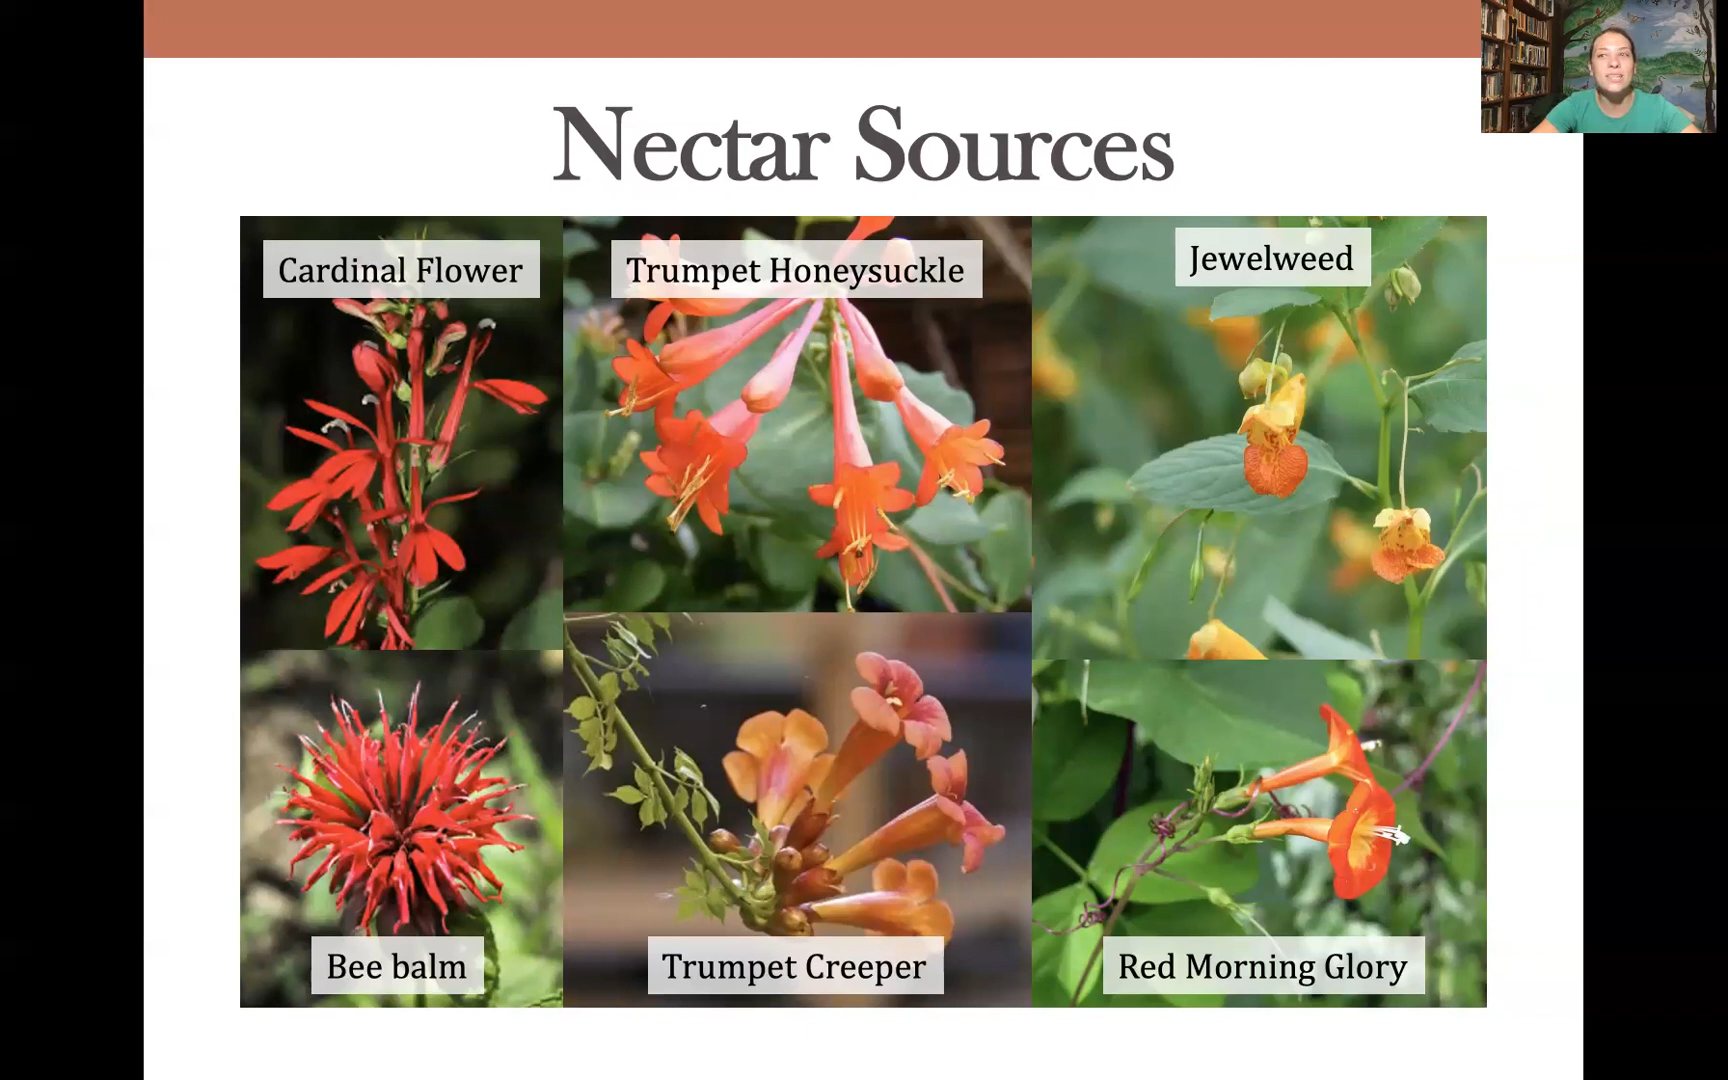 Nectar Sources
Cardinal Flower
Trumpet Honeysuckle
Jewelweed
Bee balm
Trumpet Creeper
Red Morning Glory